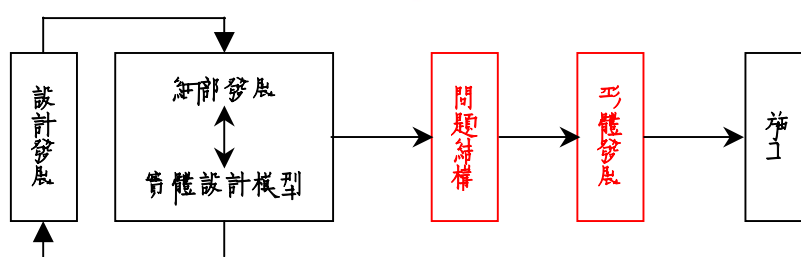 設計發展
細部發展
實體設計模型
問題結構
形體發展
施工